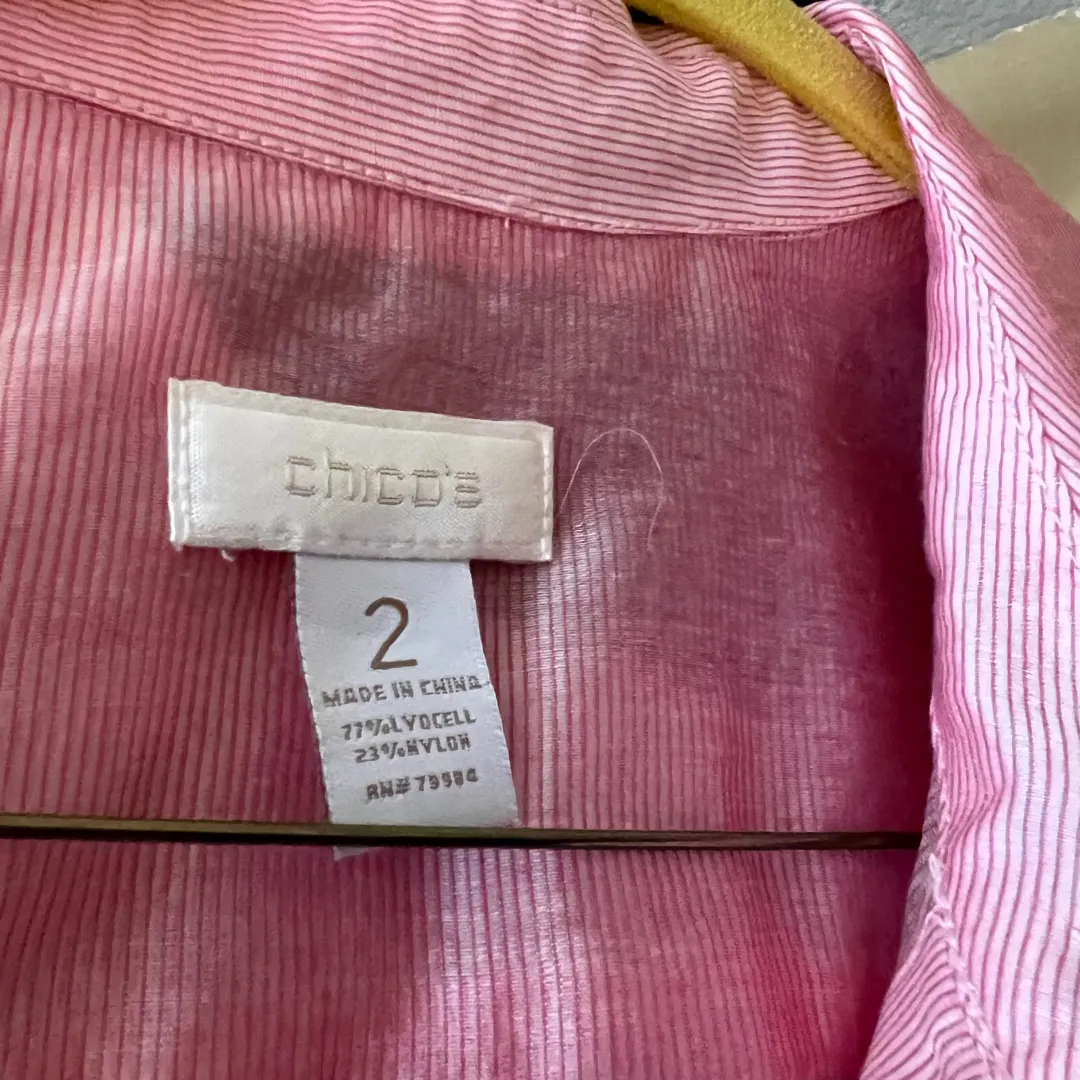 chico's
2
MADE IN CHINA
77%LYOCELL
23%NYLON
RN# 79984